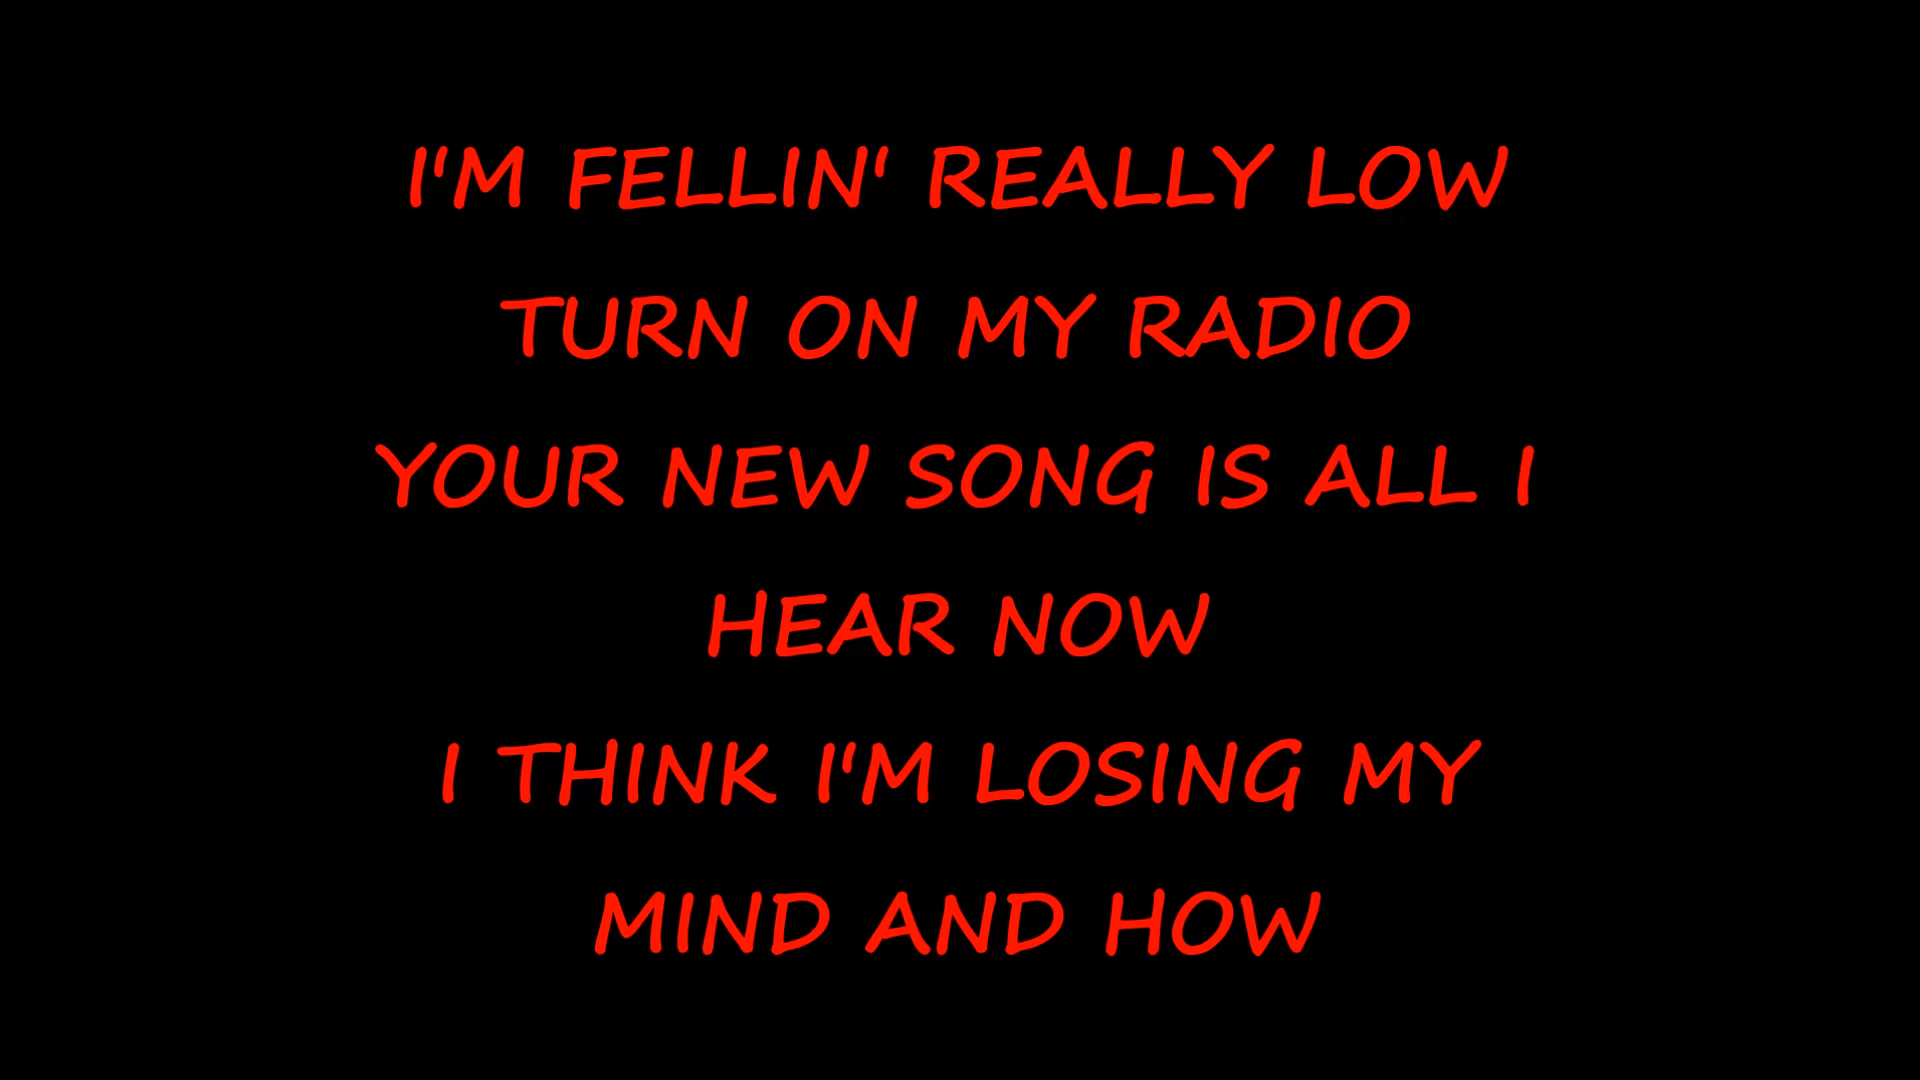 I'M FELLIN' REALLY LOW
TURN ON MY RADIO
YOUR NEW SONG IS ALL I
HEAR NOW
I THINK I'M LOSING MY
MIND AND HOW